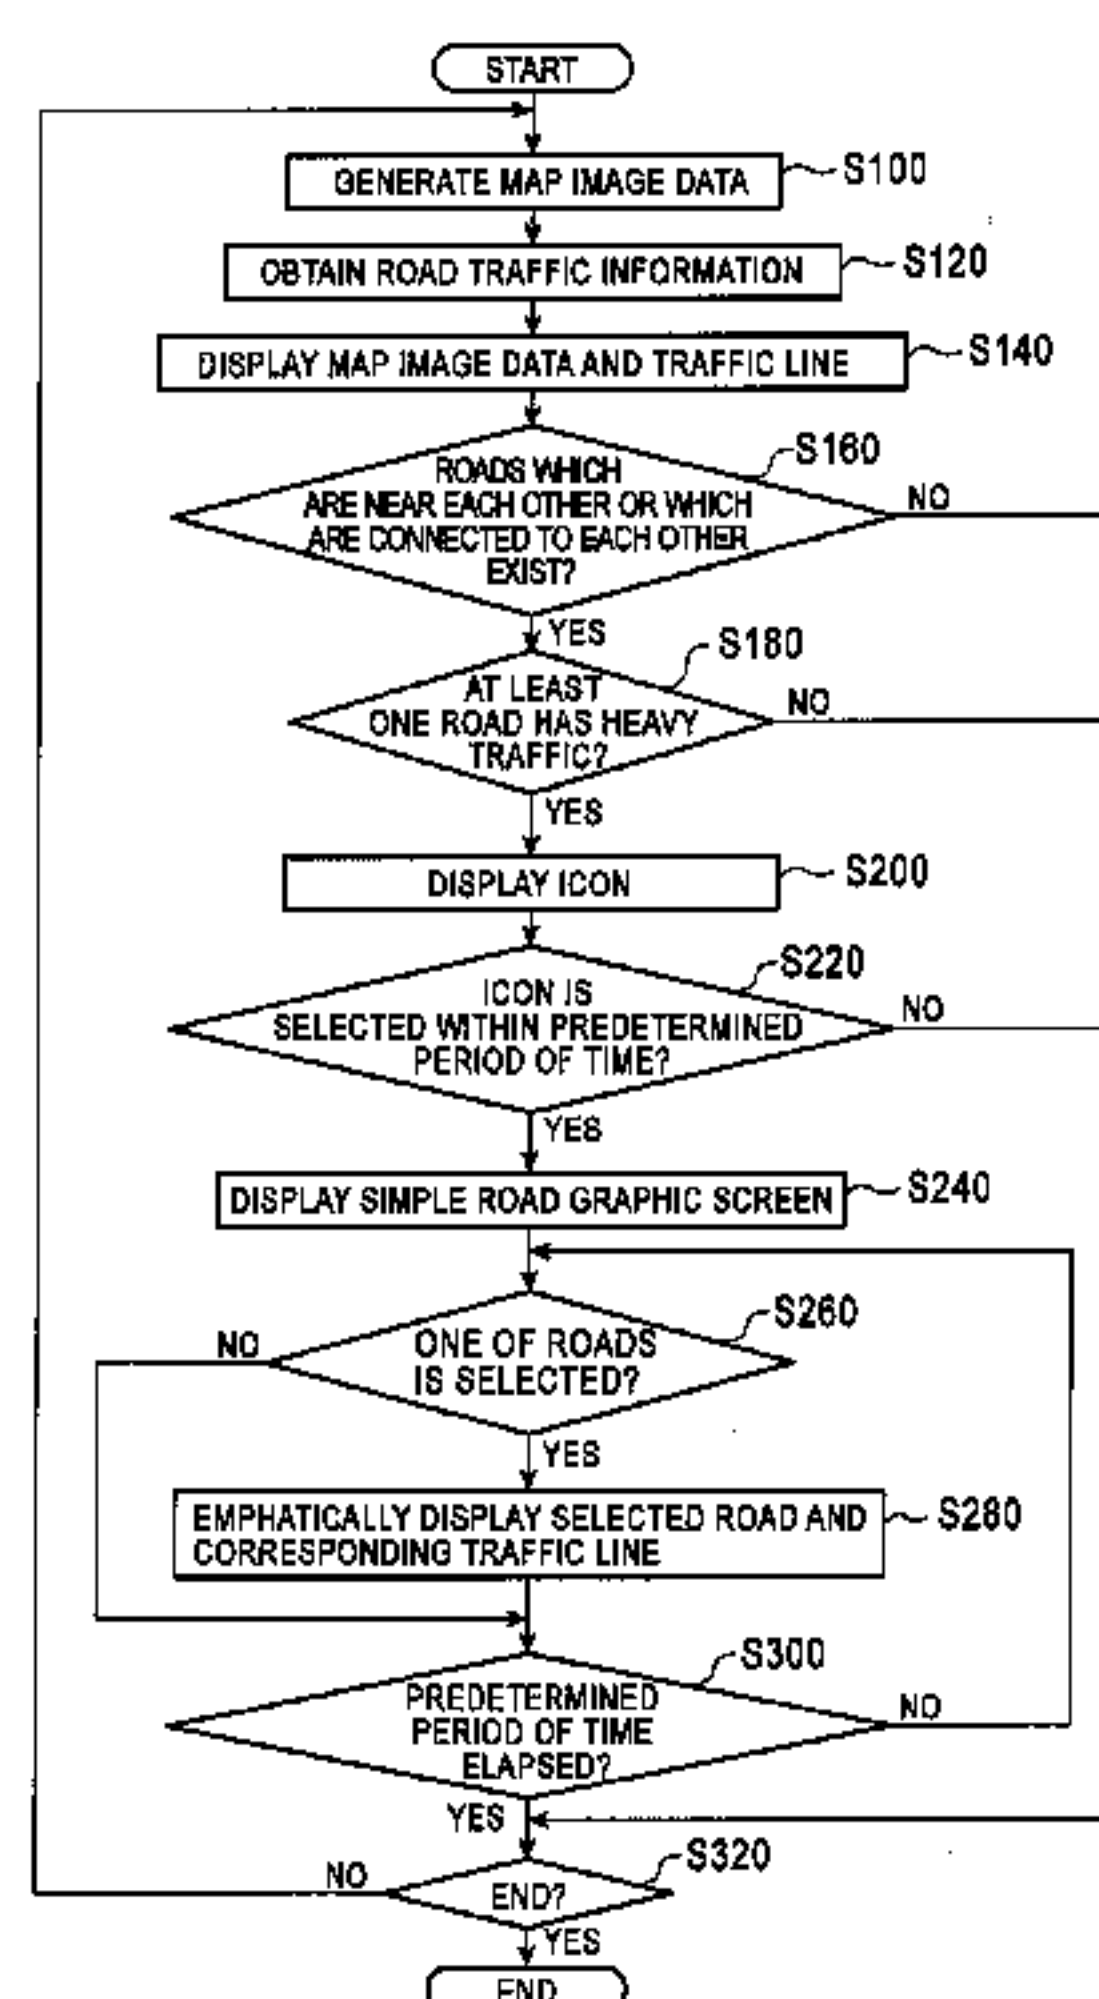 START
GENERATE MAP IMAGE DATA
S100
OBTAIN ROAD TRAFFIC INFORMATION
S120
DISPLAY MAP IMAGE DATA AND TRAFFIC LINE
S140
S160
ROADS WHICH
ARE NEAR EACH OTHER OR WHICH
ARE CONNECTED TO EACH OTHER
EXIST?
NO
YES
S180
AT LEAST
ONE ROAD HAS HEAVY
TRAFFIC?
NO
YES
DISPLAY ICON
S200
S220
ICON IS
SELECTED WITHIN PREDETERMINED
PERIOD OF TIME?
NO
YES
DISPLAY SIMPLE ROAD GRAPHIC SCREEN
S240
S260
NO
ONE OF ROADS
IS SELECTED?
YES
EMPHATICALLY DISPLAY SELECTED ROAD AND
CORRESPONDING TRAFFIC LINE
S280
S300
PREDETERMINED
PERIOD OF TIME
ELAPSED?
NO
YES
S320
NO
END?
YES
END